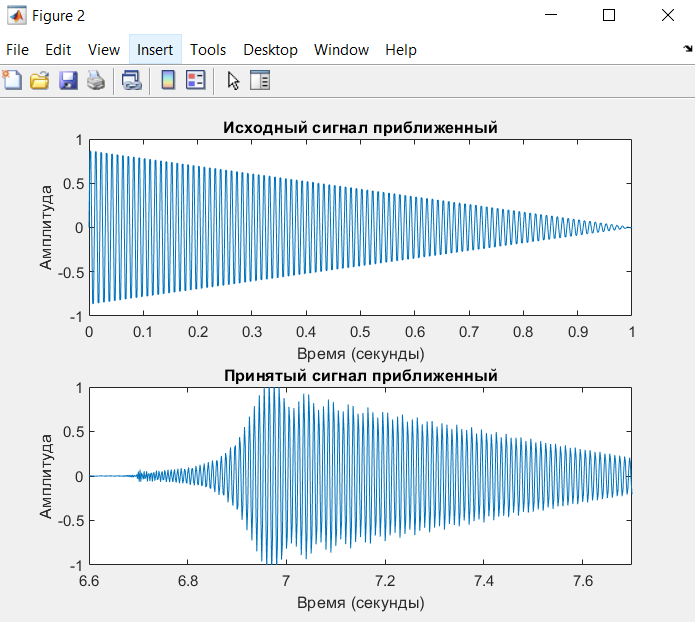 Figure 2
File Edit View Insert Tools Desktop Window Help
Исходный сигнал приближенный
1
0.5
0
-0.5
-1
Амплитуда
0 0.1 0.2 0.3 0.4 0.5 0.6 0.7 0.8 0.9 1
Время (секунды)
Принятый сигнал приближенный
1
0.5
0
-0.5
-1
Амплитуда
6.6 6.8 7 7.2 7.4 7.6
Время (секунды)